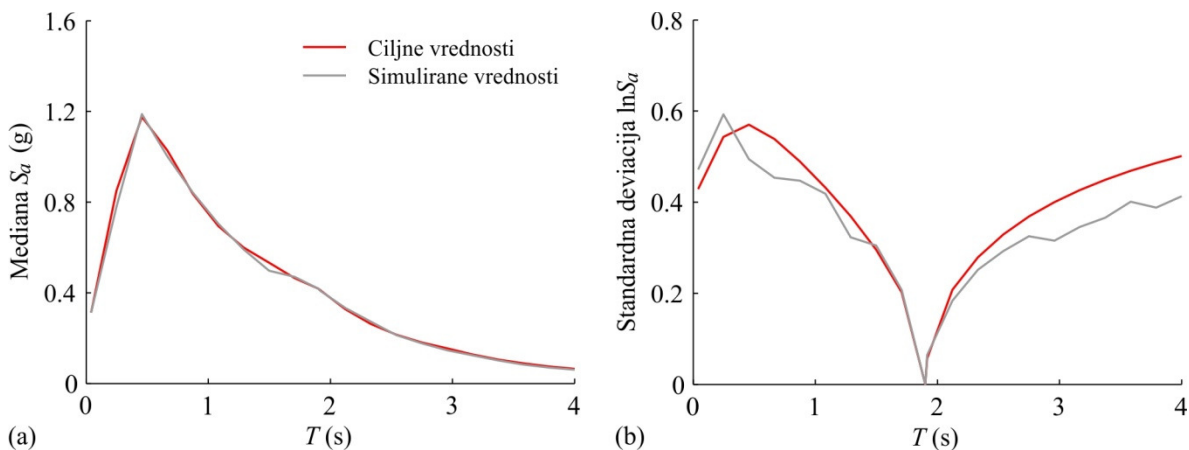 1.6
1.2
0.8
0.4
0
Mediana Sa (g)
Ciljne vrednosti
Simulirane vrednosti
0 1 2 3 4
T (s)
(a)
0.8
0.6
0.4
0.2
0.0
Standardna deviacija lnSa
0 1 2 3 4
T (s)
(b)